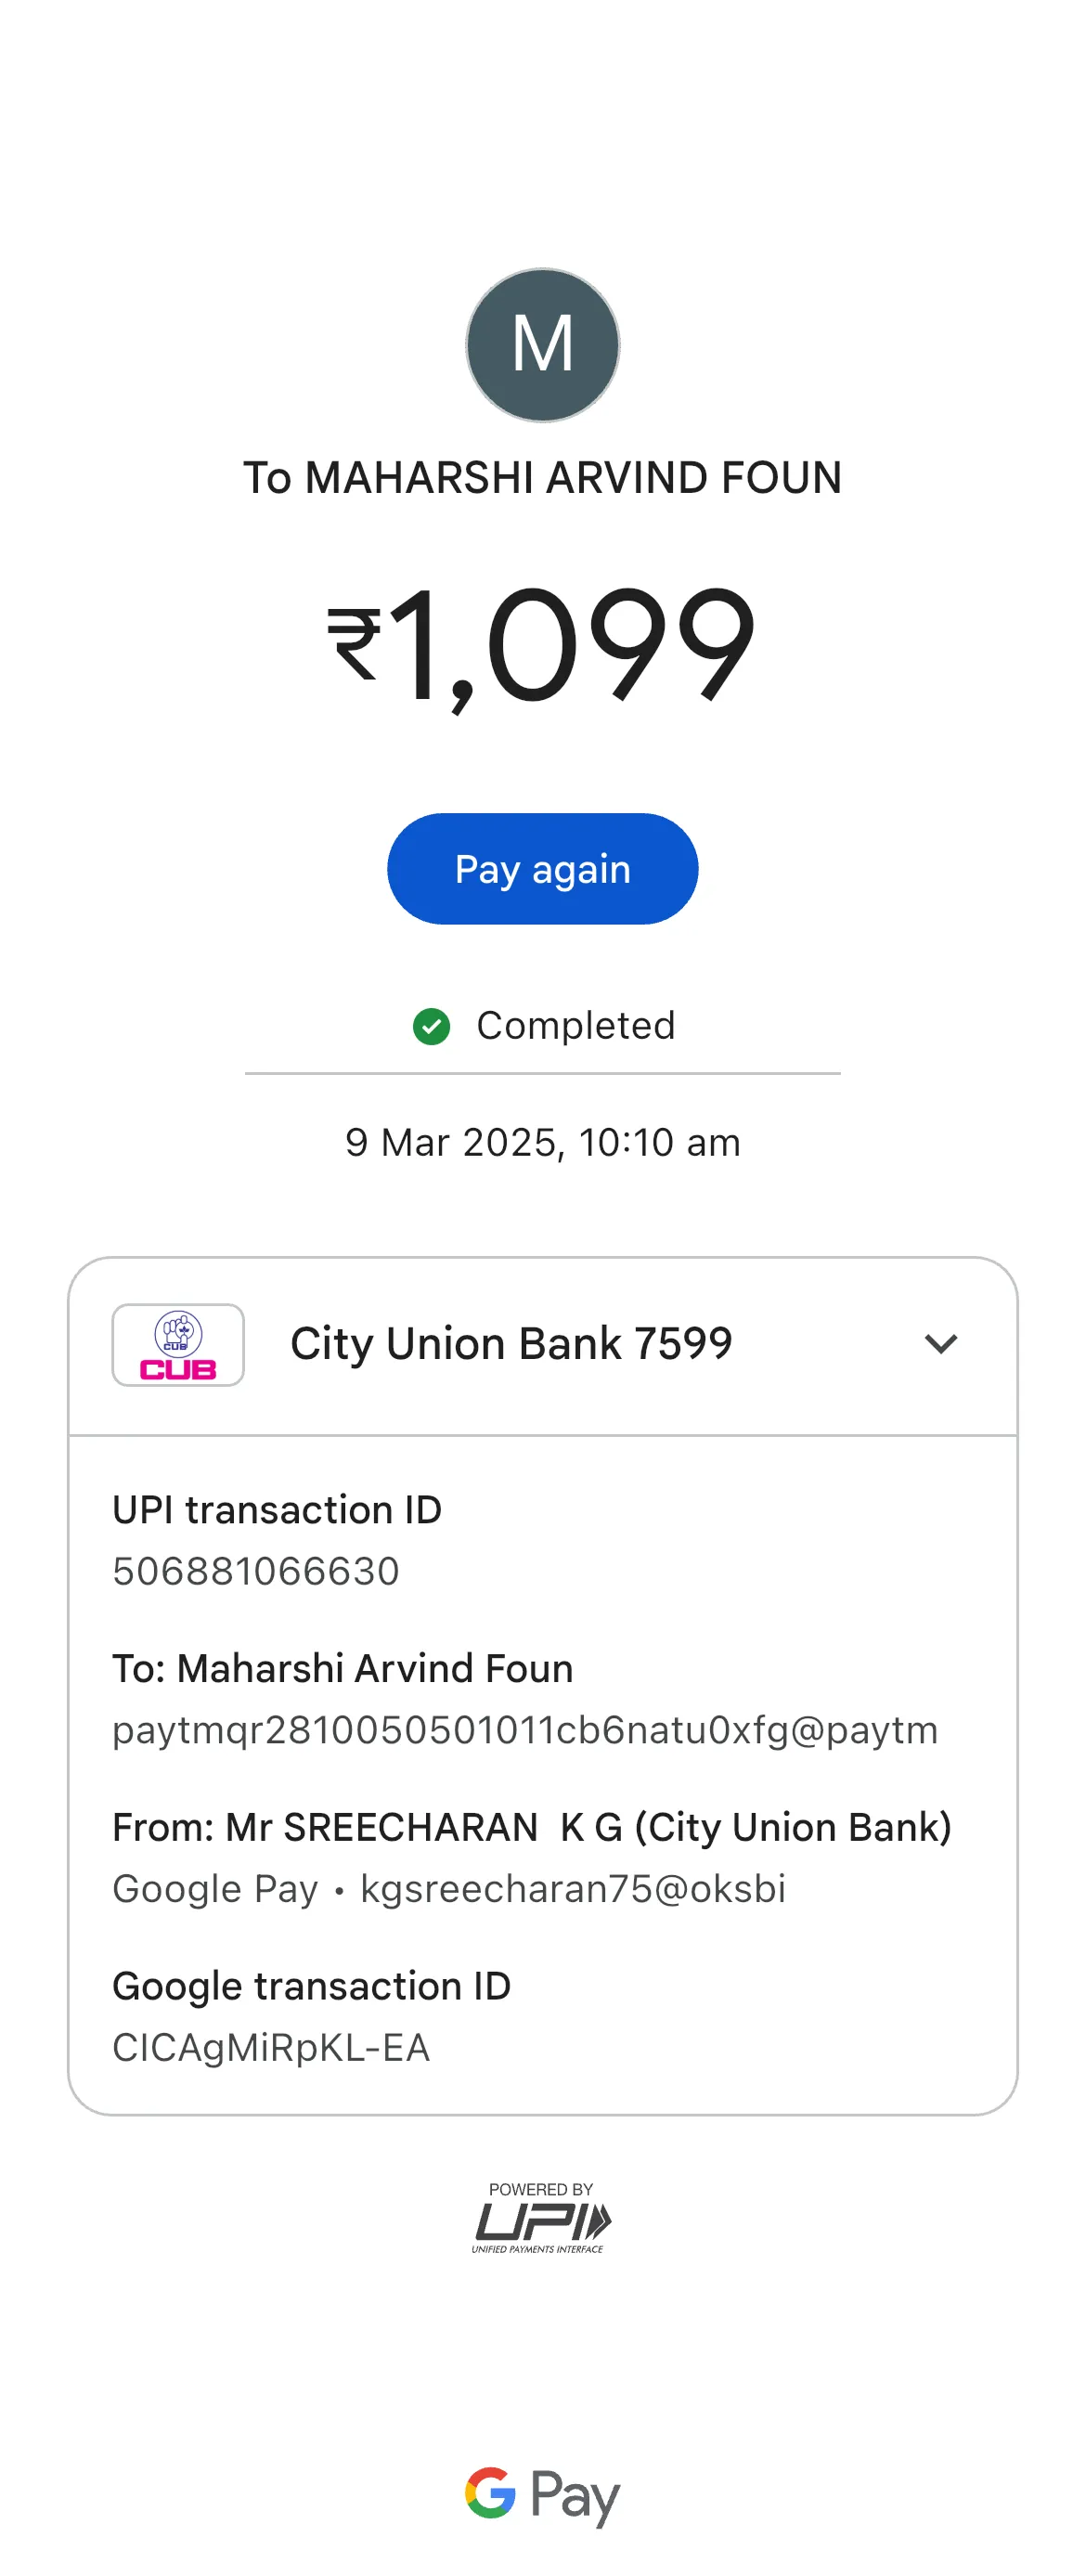 M
To MAHARSHI ARVIND FOUN
₹1,099
Pay again
Completed
9 Mar 2025, 10:10 am
CUB
CUB
City Union Bank 7599
UPI transaction ID
506881066630
To: Maharshi Arvind Foun
paytmqr2810050501011cb6natu0xfg@paytm
From: Mr SREECHARAN  K G (City Union Bank)
Google Pay • kgsreecharan75@oksbi
Google transaction ID
CICAgMiRpKL-EA
POWERED BY
UPI
UNIFIED PAYMENTS INTERFACE
G Pay